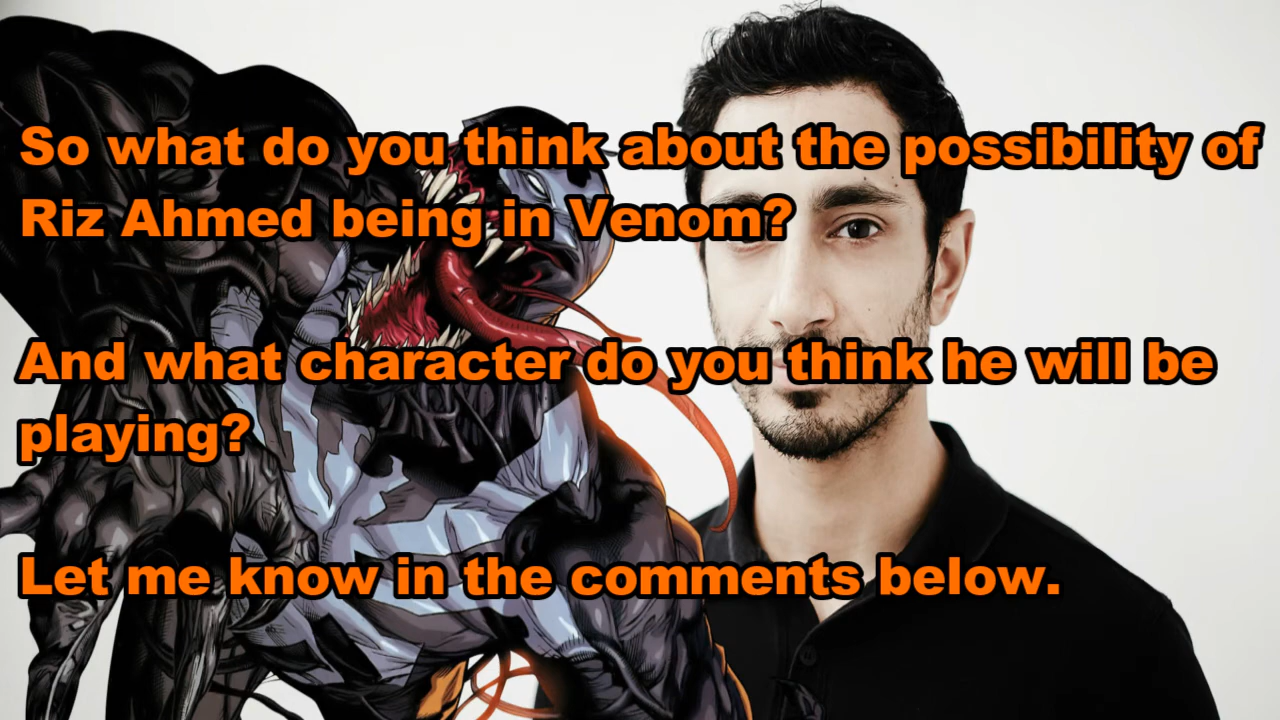 So what do you think about the possibility of
Riz Ahmed being in Venom?
And what character do you think he will be
playing?
Let me know in the comments below.